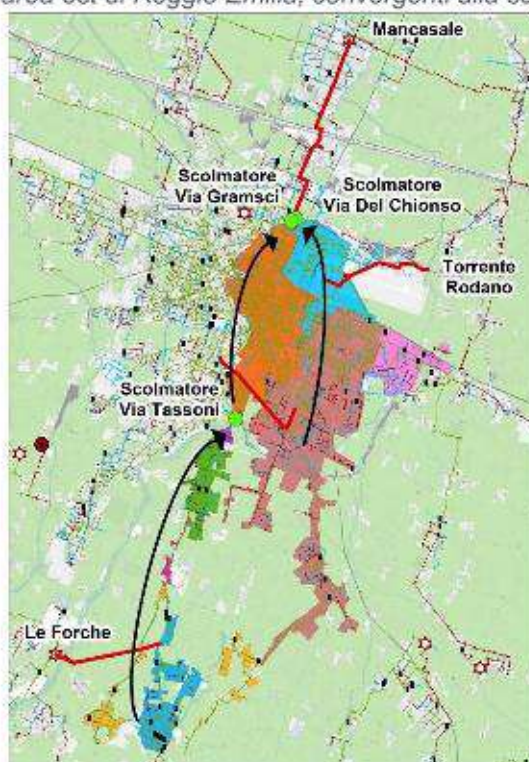 area est di Reggio Emilia, convergenti alla
Mancasale
Scolmatore
Via Gramsci
Scolmatore
Via Del Chionso
Torrente
Rodano
Scolmatore
Via Tassoni
Le Forche